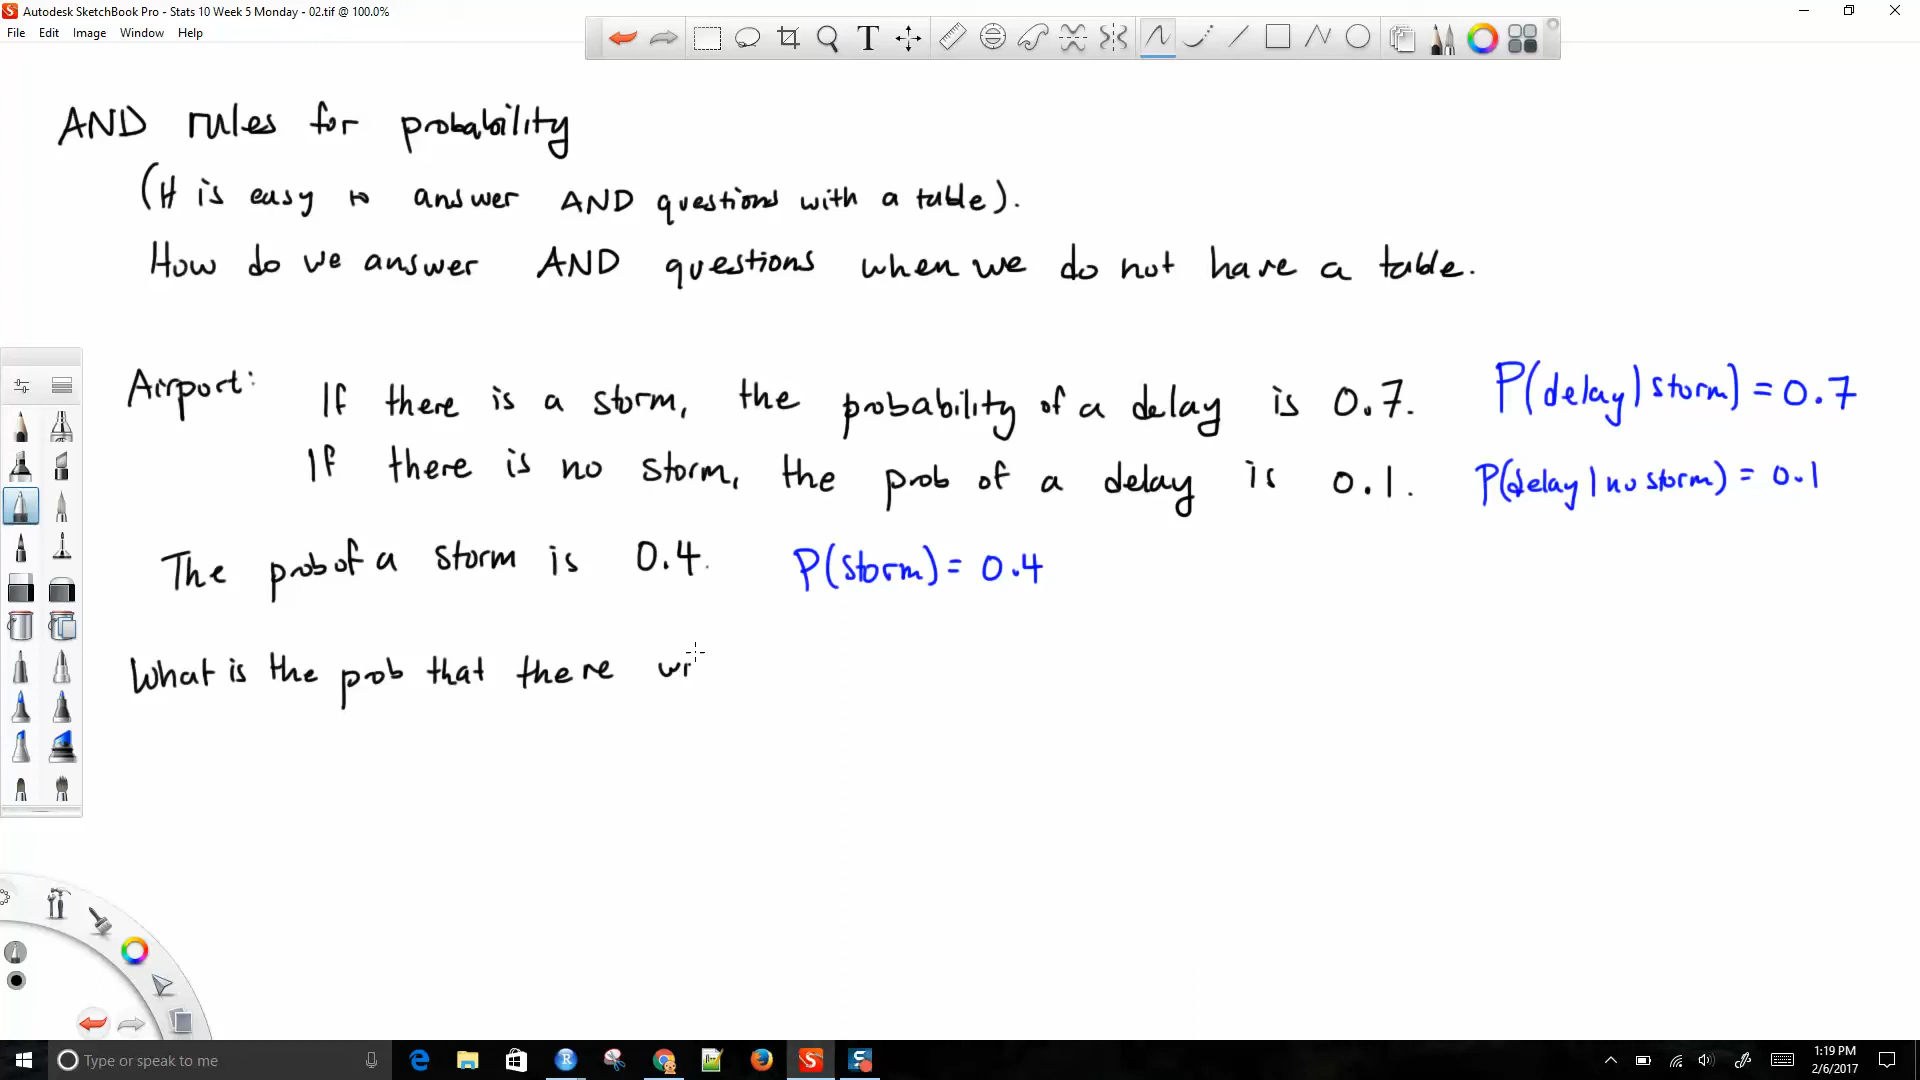 Autodesk SketchBook Pro - Stats 10 Week 5 Monday - 02.tif @ 100.0%
File Edit Image Window Help
AND rules for probability
(It is easy to answer AND questions with a table).
How do we answer AND questions when we do not have a table.
Airport: If there is a storm, the probability of a delay is 0.7. P(delay | storm) = 0.7
If there is no storm, the prob of a delay is 0.1. P(delay | no storm) = 0.1
The prob of a storm is 0.4. P(storm) = 0.4
What is the prob that there wi
Type or speak to me
1:19 PM
2/6/2017